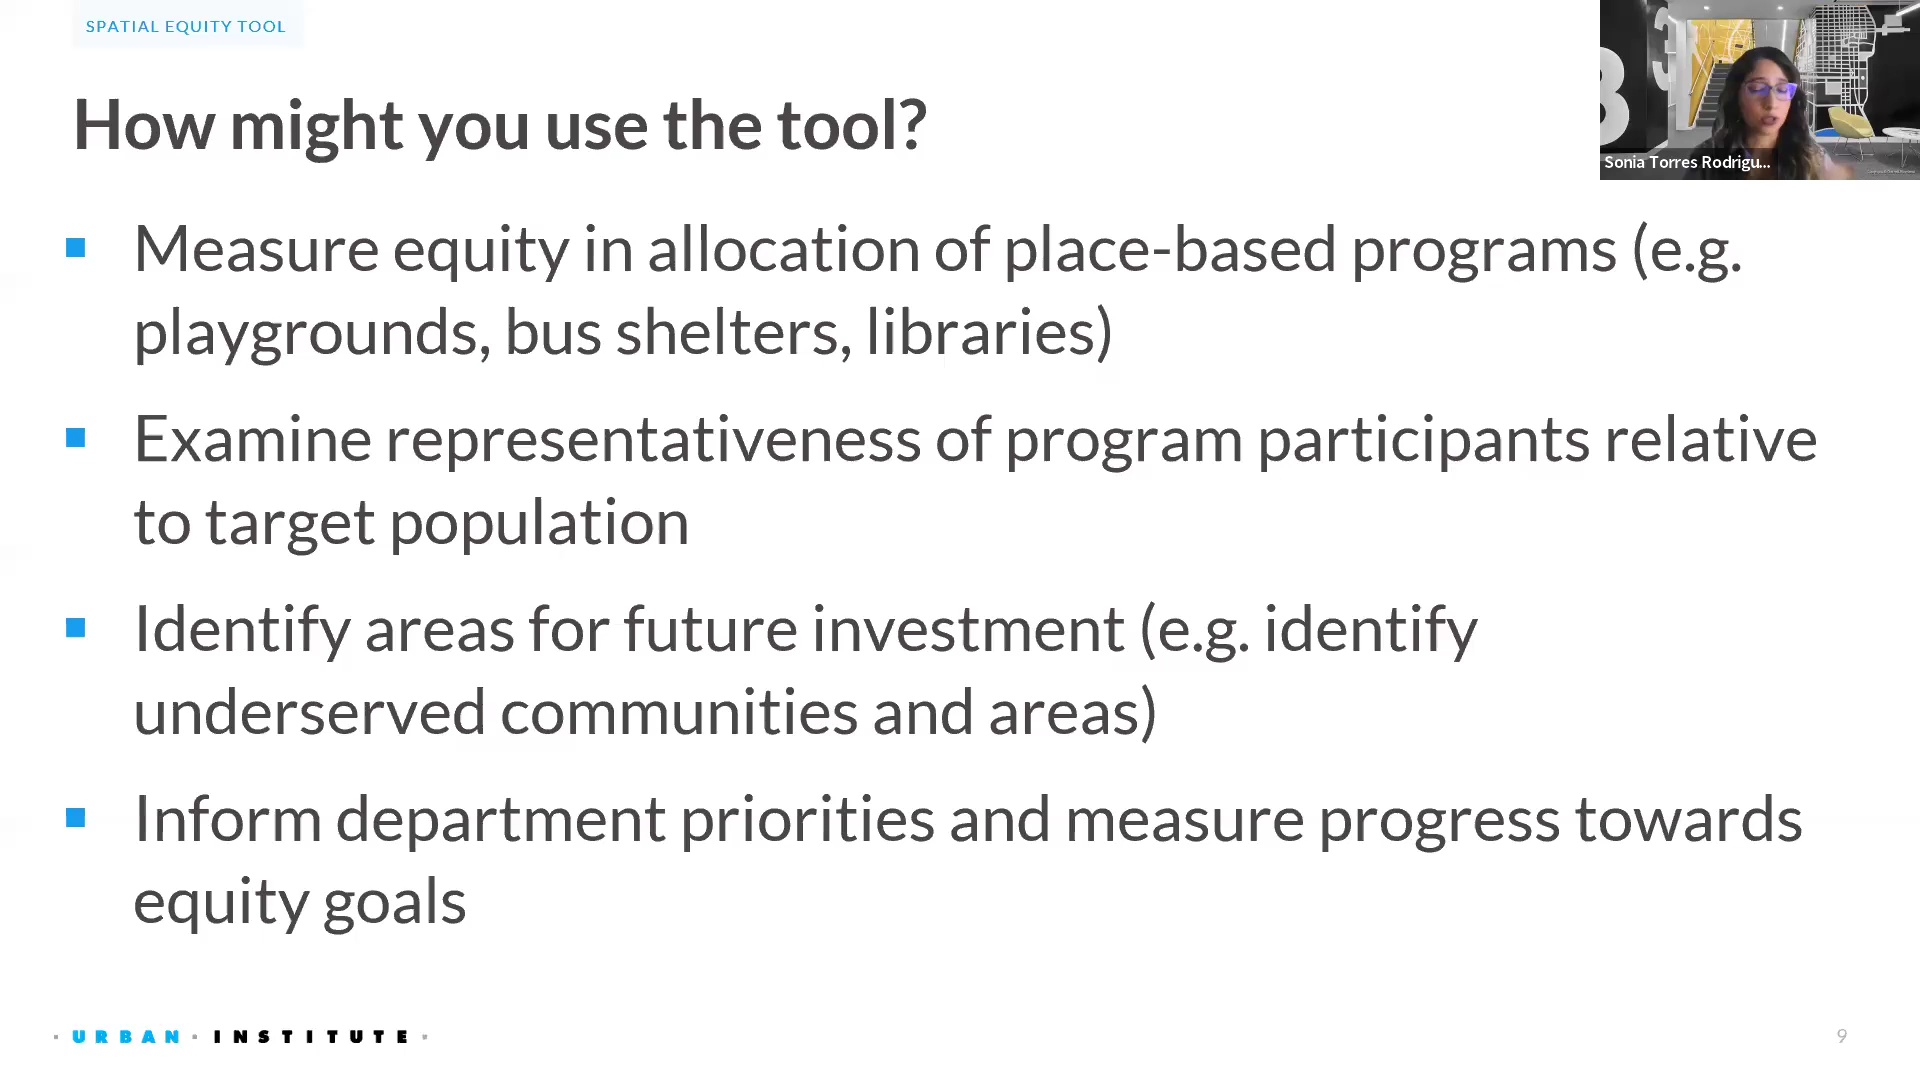 SPATIAL EQUITY TOOL
How might you use the tool?
Sonia Torres Rodrigu...
▪ Measure equity in allocation of place-based programs (e.g.
playgrounds, bus shelters, libraries)
▪ Examine representativeness of program participants relative
to target population
▪ Identify areas for future investment (e.g. identify
underserved communities and areas)
▪ Inform department priorities and measure progress towards
equity goals
· URBAN · INSTITUTE ·
9